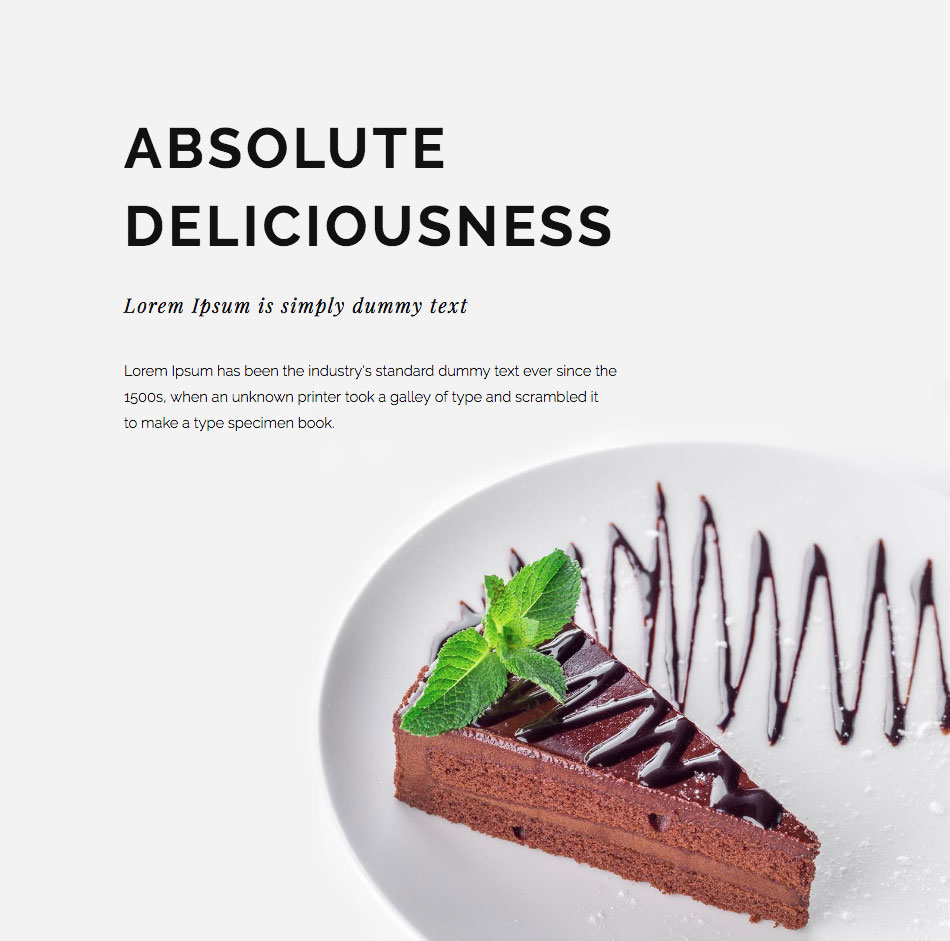 ABSOLUTE
DELICIOUSNESS
Lorem Ipsum is simply dummy text
Lorem Ipsum has been the industry's standard dummy text ever since the
1500s, when an unknown printer took a galley of type and scrambled it
to make a type specimen book.